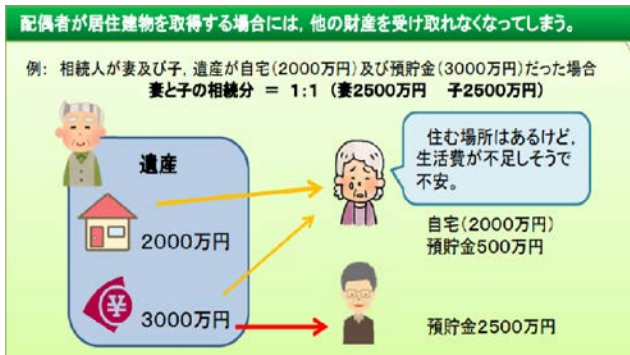 配偶者が居住建物を取得する場合には，他の財産を受け取れなくなってしまう。
例： 相続人が妻及び子，遺産が自宅(2000万円)及び預貯金(3000万円)だった場合
妻と子の相続分 ＝ 1:1 (妻2500万円 子2500万円)
遺産
2000万円
¥
3000万円
住む場所はあるけど，
生活費が不足しそうで
不安。
自宅(2000万円)
預貯金500万円
預貯金2500万円